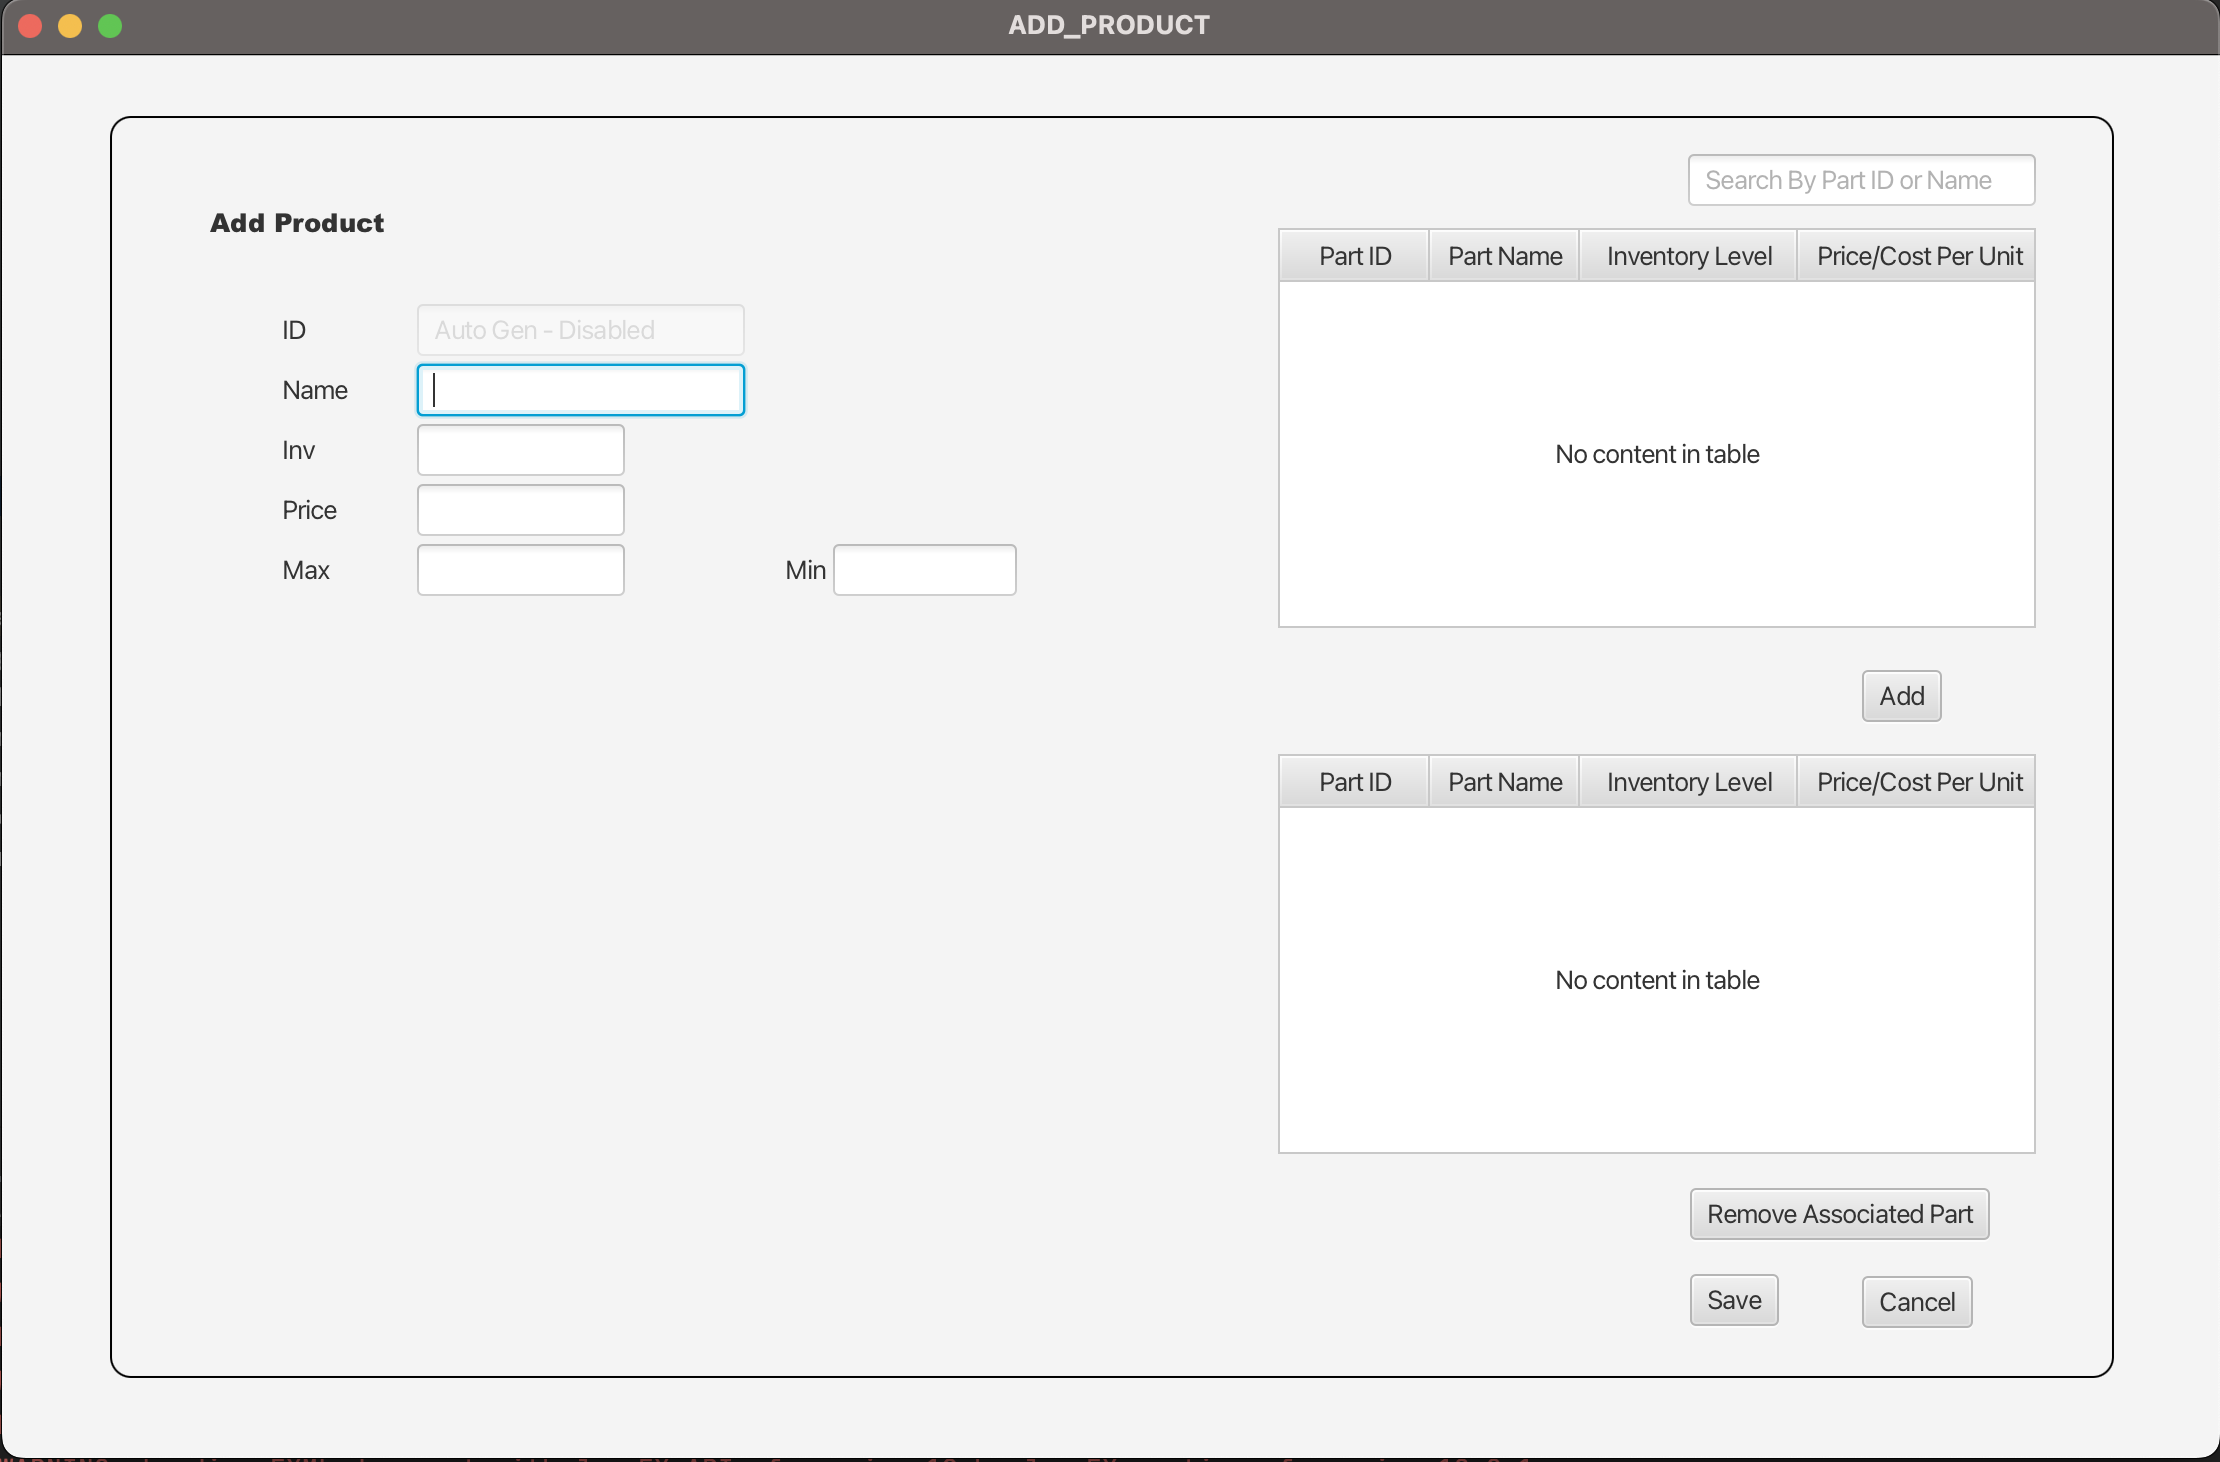 ADD_PRODUCT
Search By Part ID or Name
Add Product
Part ID Part Name Inventory Level Price/Cost Per Unit
ID Auto Gen - Disabled
Name
Inv
No content in table
Price
Max Min
Add
Part ID Part Name Inventory Level Price/Cost Per Unit
No content in table
Remove Associated Part
Save Cancel